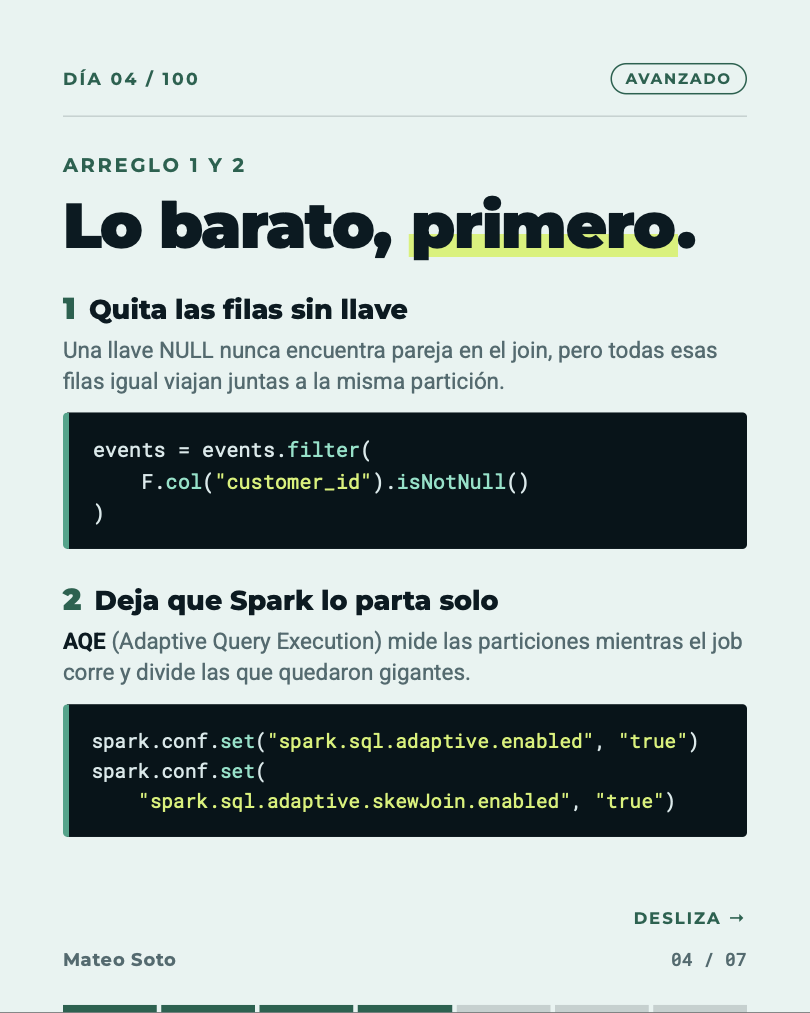 DÍA 04 / 100
AVANZADO
ARREGLO 1 Y 2
Lo barato, primero.
1 Quita las filas sin llave
Una llave NULL nunca encuentra pareja en el join, pero todas esas
filas igual viajan juntas a la misma partición.
events = events.filter(
    F.col("customer_id").isNotNull()
)
2 Deja que Spark lo parta solo
AQE (Adaptive Query Execution) mide las particiones mientras el job
corre y divide las que quedaron gigantes.
spark.conf.set("spark.sql.adaptive.enabled", "true")
spark.conf.set(
    "spark.sql.adaptive.skewJoin.enabled", "true")
DESLIZA →
Mateo Soto
04 / 07